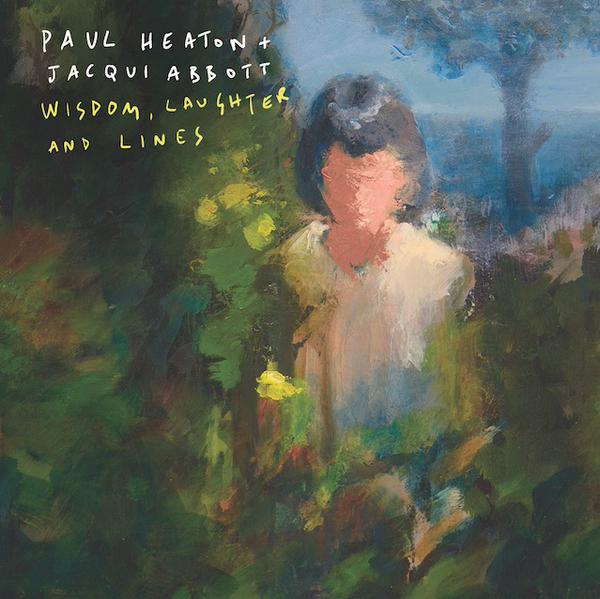 PAUL HEATON +
JACQUI ABBOTT
WISDOM, LAUGHTER
AND LINES